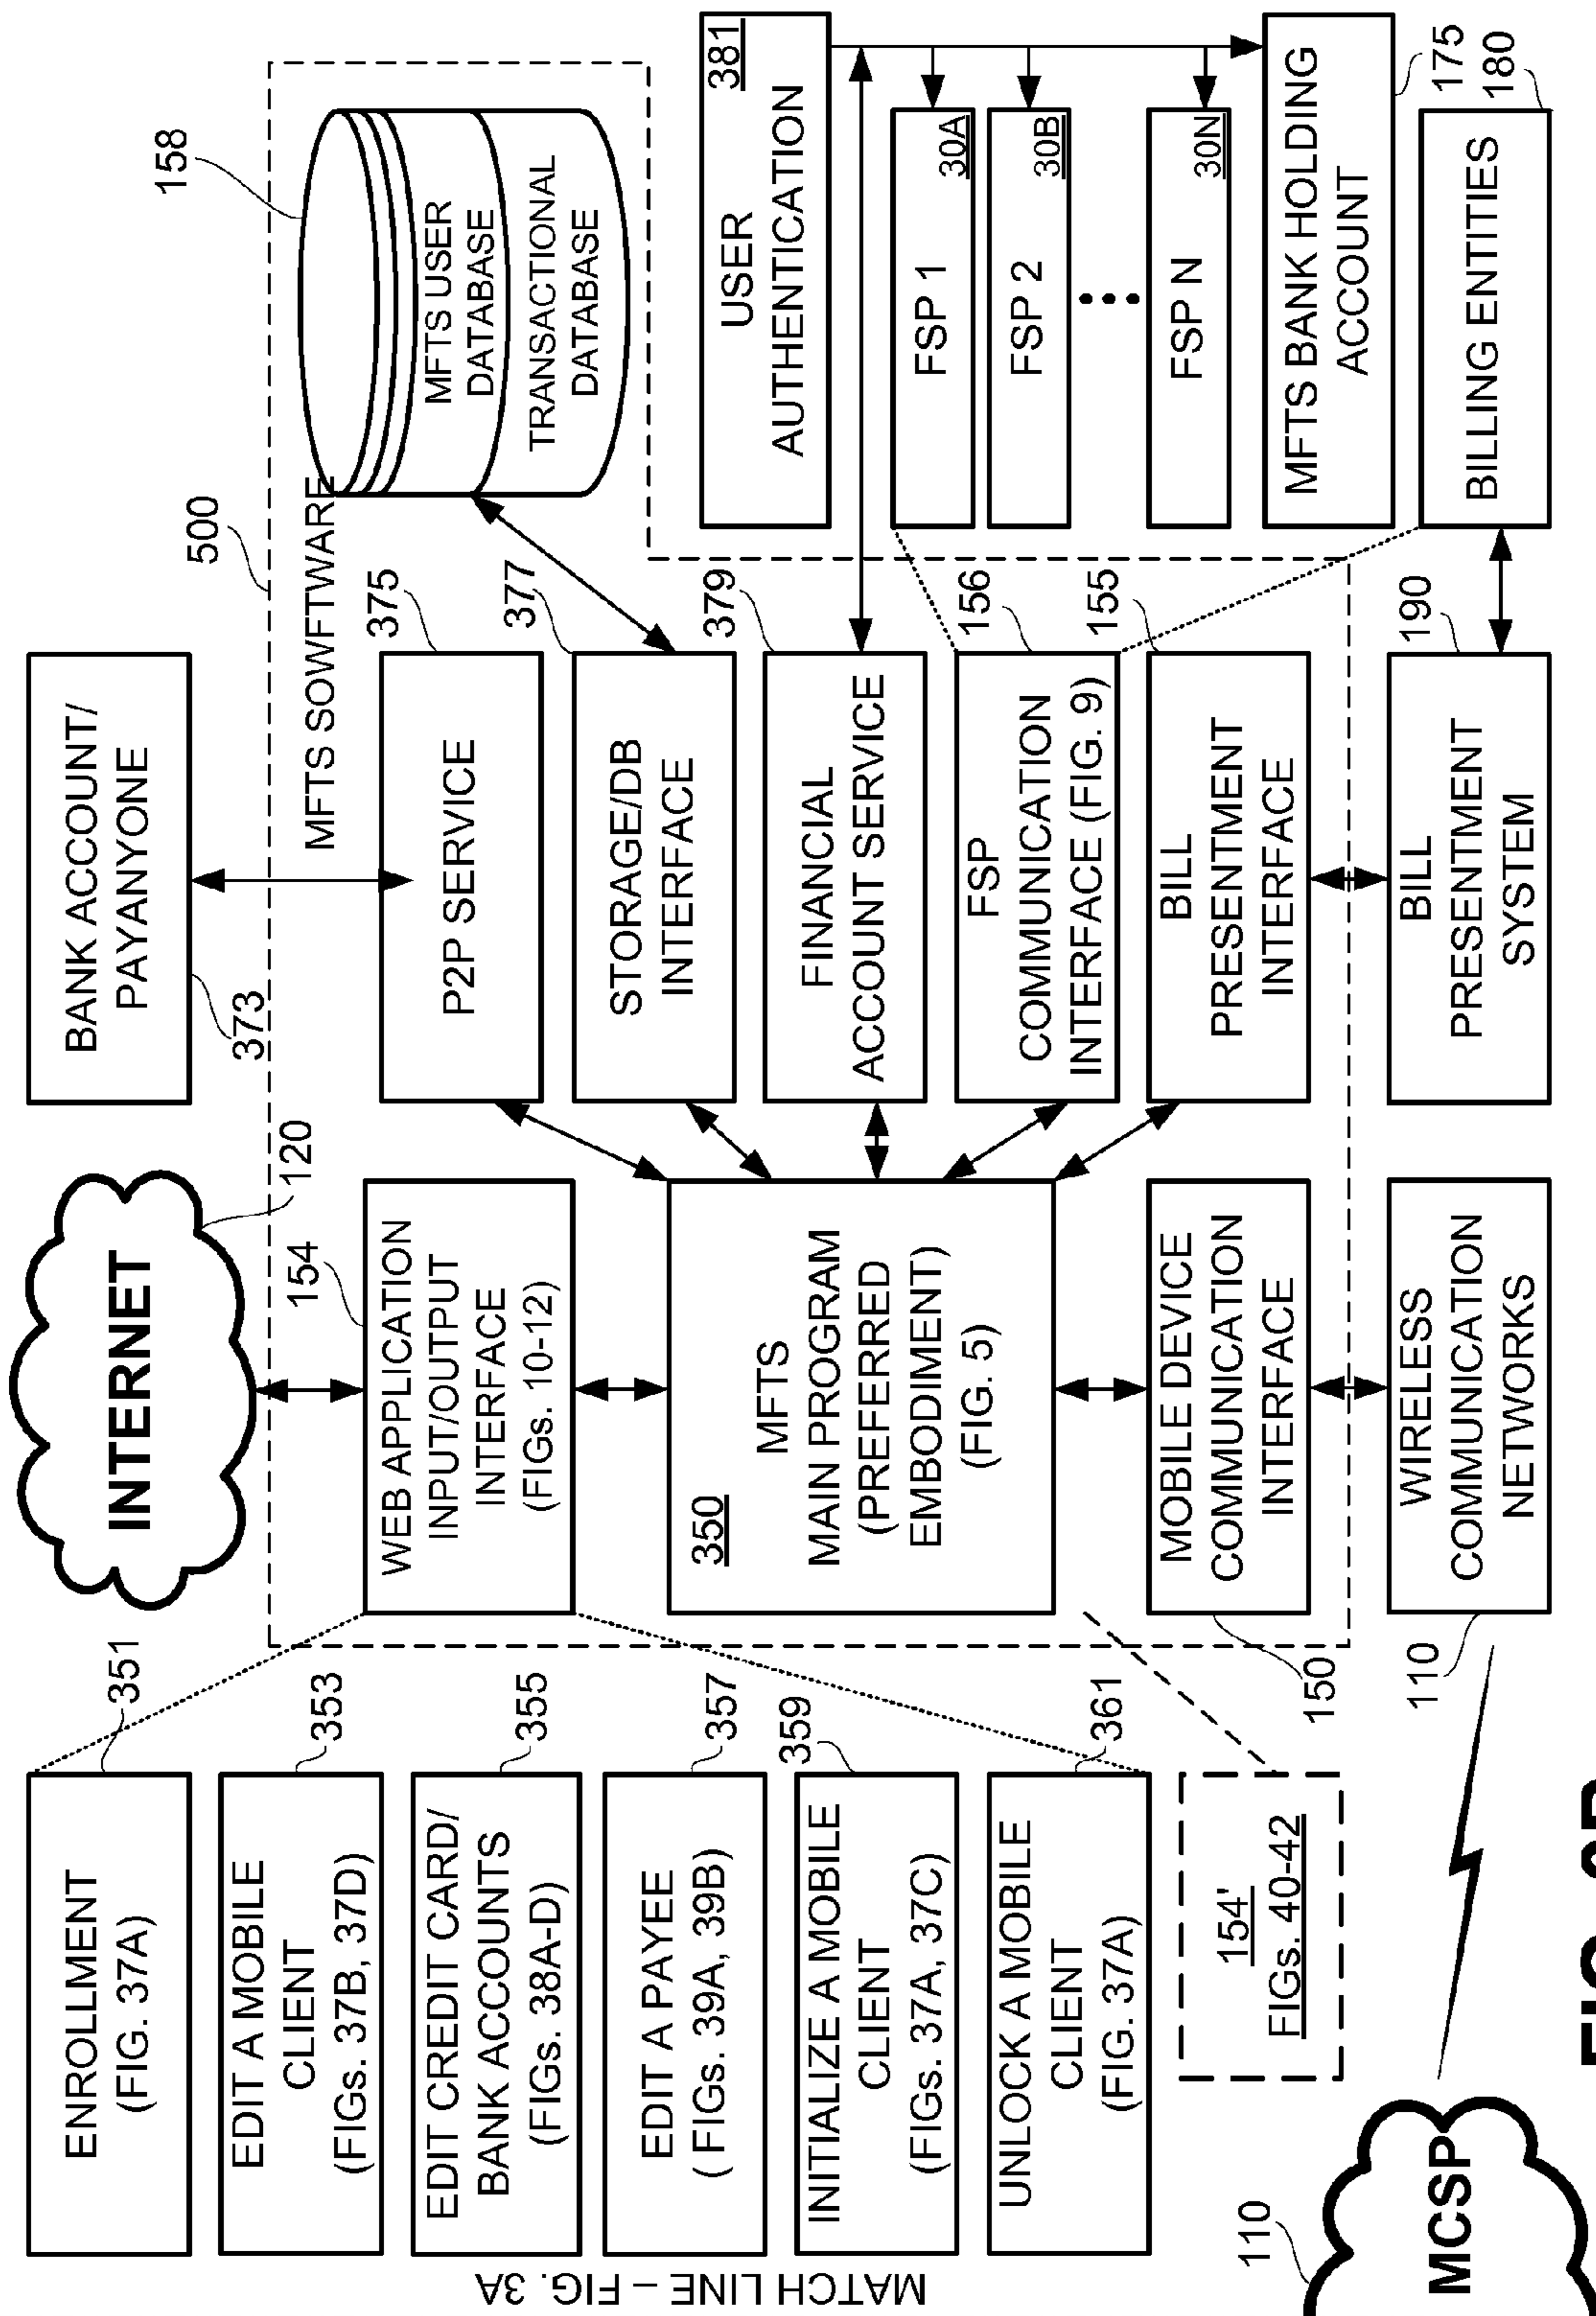 MATCH LINE – FIG. 3A
ENROLLMENT
(FIG. 37A)
351
EDIT A MOBILE
CLIENT
(FIGs. 37B, 37D)
353
EDIT CREDIT CARD/
BANK ACCOUNTS
(FIGs. 38A-D)
355
EDIT A PAYEE
( FIGs. 39A, 39B)
357
INITIALIZE A MOBILE
CLIENT
(FIGs. 37A, 37C)
359
UNLOCK A MOBILE
CLIENT
(FIG. 37A)
361
154'
FIGs. 40-42
110
MCSP
INTERNET
120
154
WEB APPLICATION
INPUT/OUTPUT
INTERFACE
(FIGs. 10-12)
350
MFTS
MAIN PROGRAM
(PREFERRED
EMBODIMENT)
(FIG. 5)
MOBILE DEVICE
COMMUNICATION
INTERFACE
150
WIRELESS
COMMUNICATION
NETWORKS
110
BANK ACCOUNT/
PAYANYONE
373
500
MFTS SOWFTWARE
P2P SERVICE
375
STORAGE/DB
INTERFACE
377
FINANCIAL
ACCOUNT SERVICE
379
FSP
COMMUNICATION
INTERFACE (FIG. 9)
156
BILL
PRESENTMENT
INTERFACE
155
BILL
PRESENTMENT
SYSTEM
190
158
MFTS USER
DATABASE
TRANSACTIONAL
DATABASE
USER
AUTHENTICATION
381
FSP 1
30A
FSP 2
30B
FSP N
30N
MFTS BANK HOLDING
ACCOUNT
175
BILLING ENTITIES
180